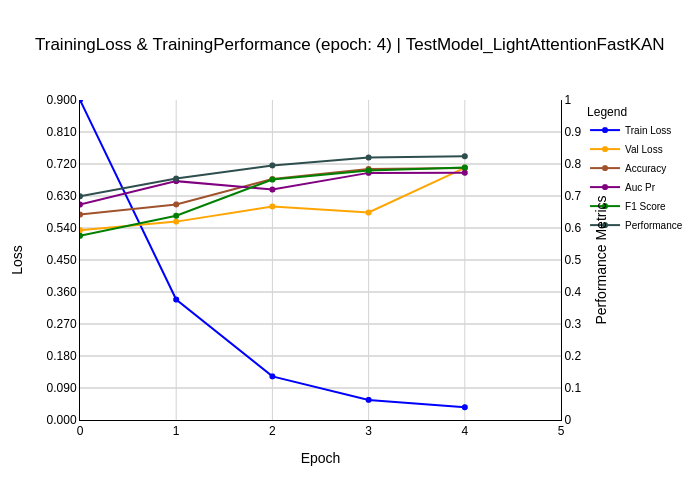 TrainingLoss & TrainingPerformance (epoch: 4) | TestModel_LightAttentionFastKAN
Legend
Train Loss
Val Loss
Accuracy
Auc Pr
F1 Score
Performance
Loss
0.900
0.810
0.720
0.630
0.540
0.450
0.360
0.270
0.180
0.090
0.000
1
0.9
0.8
0.7
0.6
0.5
0.4
0.3
0.2
0.1
0
Performance Metrics
0 1 2 3 4 5
Epoch